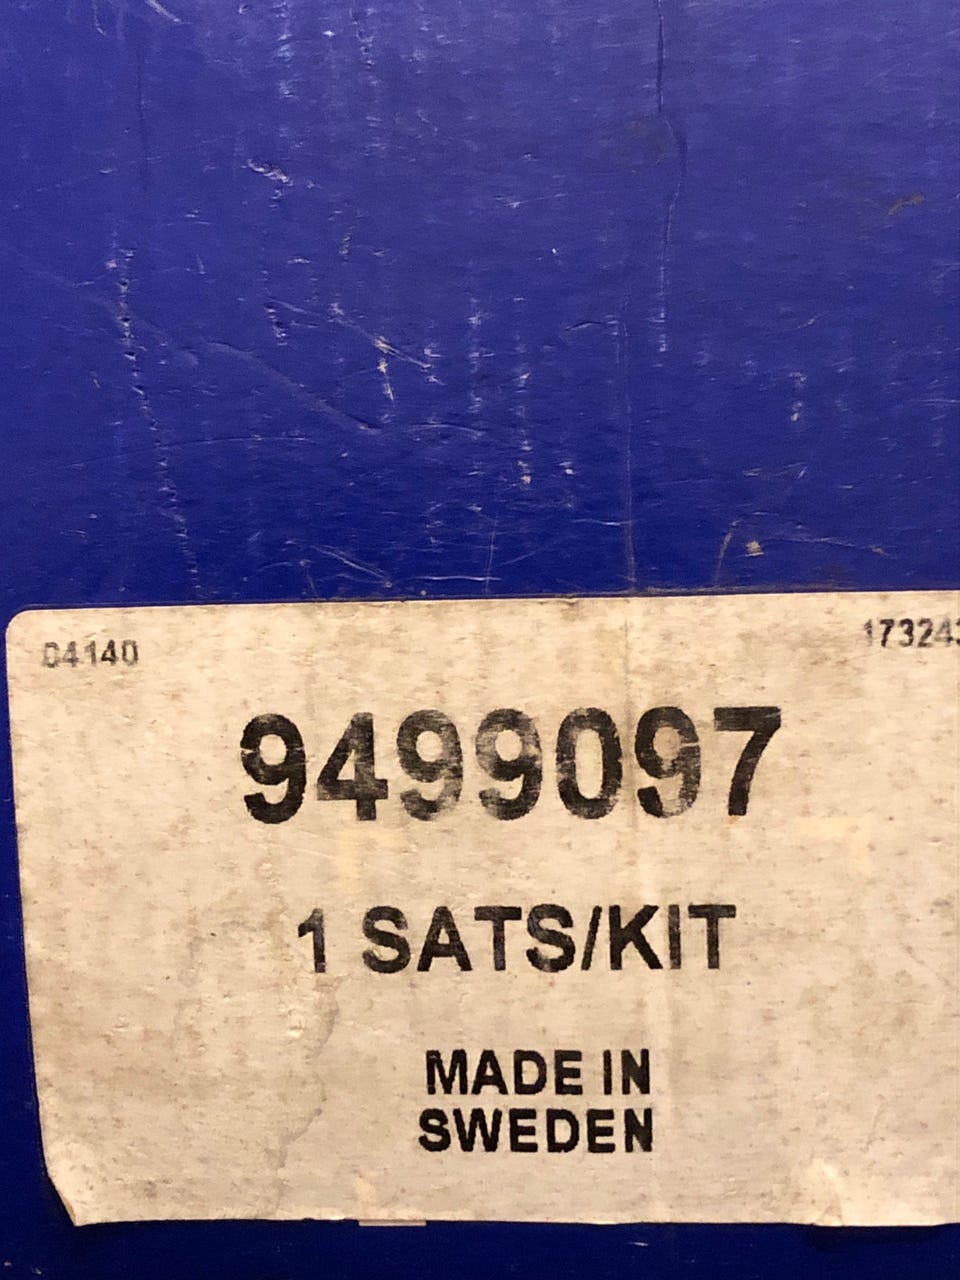 04140
9499097
1 SATS/KIT
MADE IN
SWEDEN